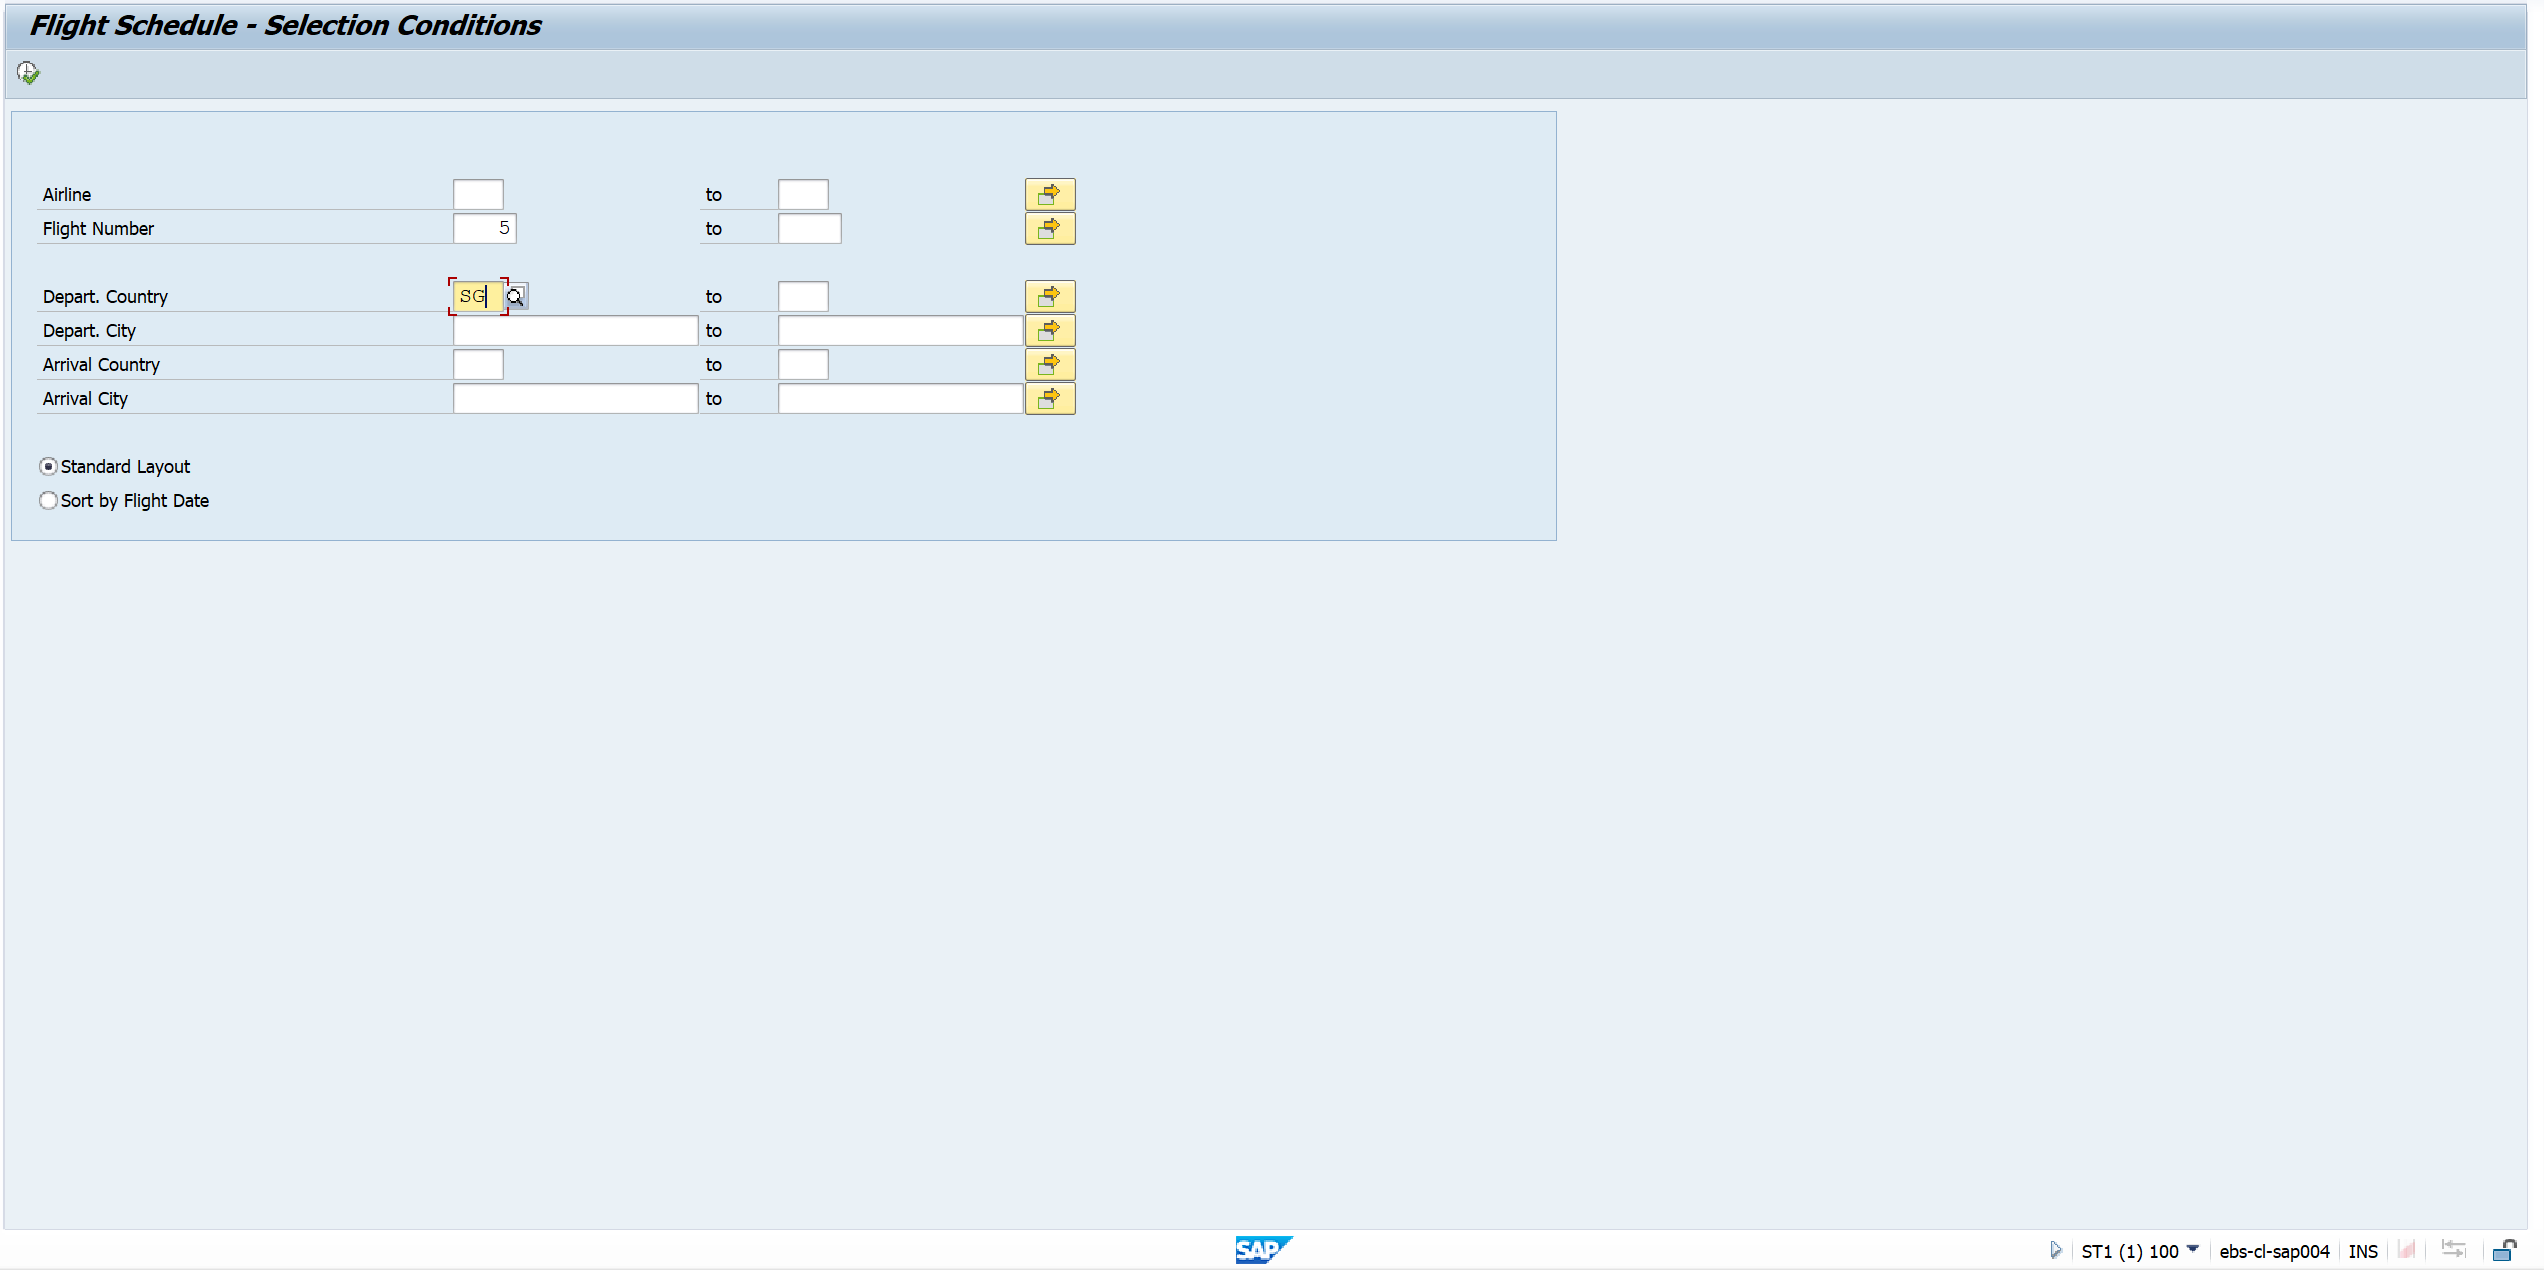 Flight Schedule - Selection Conditions
Airline to
Flight Number 5 to
Depart. Country SG to
Depart. City to
Arrival Country to
Arrival City to
Standard Layout
Sort by Flight Date
SAP ST1 (1) 100 ebs-cl-sap004 INS